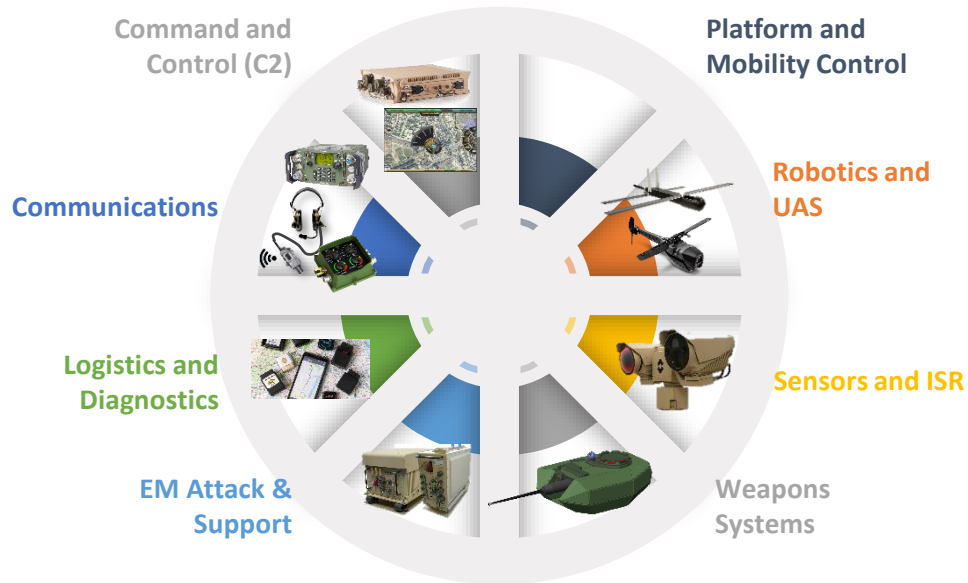 Command and
Control (C2)
Platform and
Mobility Control
Communications
Robotics and
UAS
Logistics and
Diagnostics
Sensors and ISR
EM Attack &
Support
Weapons
Systems